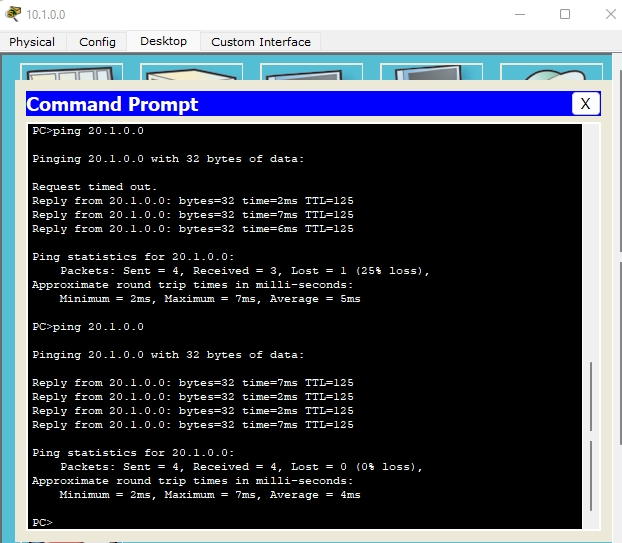 10.1.0.0
Physical Config Desktop Custom Interface
Command Prompt X
PC>ping 20.1.0.0
Pinging 20.1.0.0 with 32 bytes of data:
Request timed out.
Reply from 20.1.0.0: bytes=32 time=2ms TTL=125
Reply from 20.1.0.0: bytes=32 time=7ms TTL=125
Reply from 20.1.0.0: bytes=32 time=6ms TTL=125
Ping statistics for 20.1.0.0:
Packets: Sent = 4, Received = 3, Lost = 1 (25% loss),
Approximate round trip times in milli-seconds:
Minimum = 2ms, Maximum = 7ms, Average = 5ms
PC>ping 20.1.0.0
Pinging 20.1.0.0 with 32 bytes of data:
Reply from 20.1.0.0: bytes=32 time=7ms TTL=125
Reply from 20.1.0.0: bytes=32 time=2ms TTL=125
Reply from 20.1.0.0: bytes=32 time=2ms TTL=125
Reply from 20.1.0.0: bytes=32 time=7ms TTL=125
Ping statistics for 20.1.0.0:
Packets: Sent = 4, Received = 4, Lost = 0 (0% loss),
Approximate round trip times in milli-seconds:
Minimum = 2ms, Maximum = 7ms, Average = 4ms
PC>